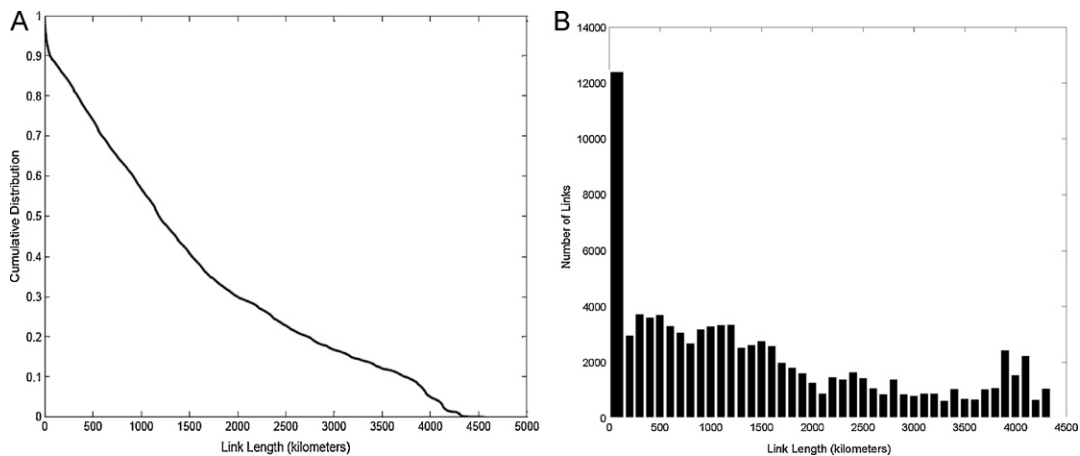 A
1
0.9
0.8
0.7
0.6
0.5
0.4
0.3
0.2
0.1
0
Cumulative Distribution
0 500 1000 1500 2000 2500 3000 3500 4000 4500 5000
Link Length (kilometers)
B
14000
12000
10000
8000
6000
4000
2000
0
Number of Links
0 500 1000 1500 2000 2500 3000 3500 4000 4500
Link Length (kilometers)